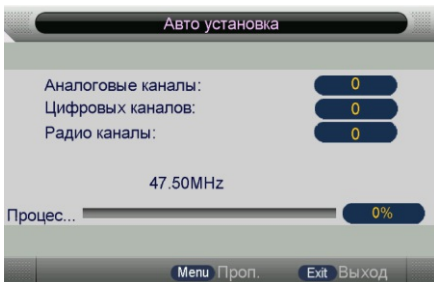 Авто установка
Аналоговые каналы: 0
Цифровых каналов: 0
Радио каналы: 0
47.50MHz
Процес... 0%
Menu Проп. Exit Выход